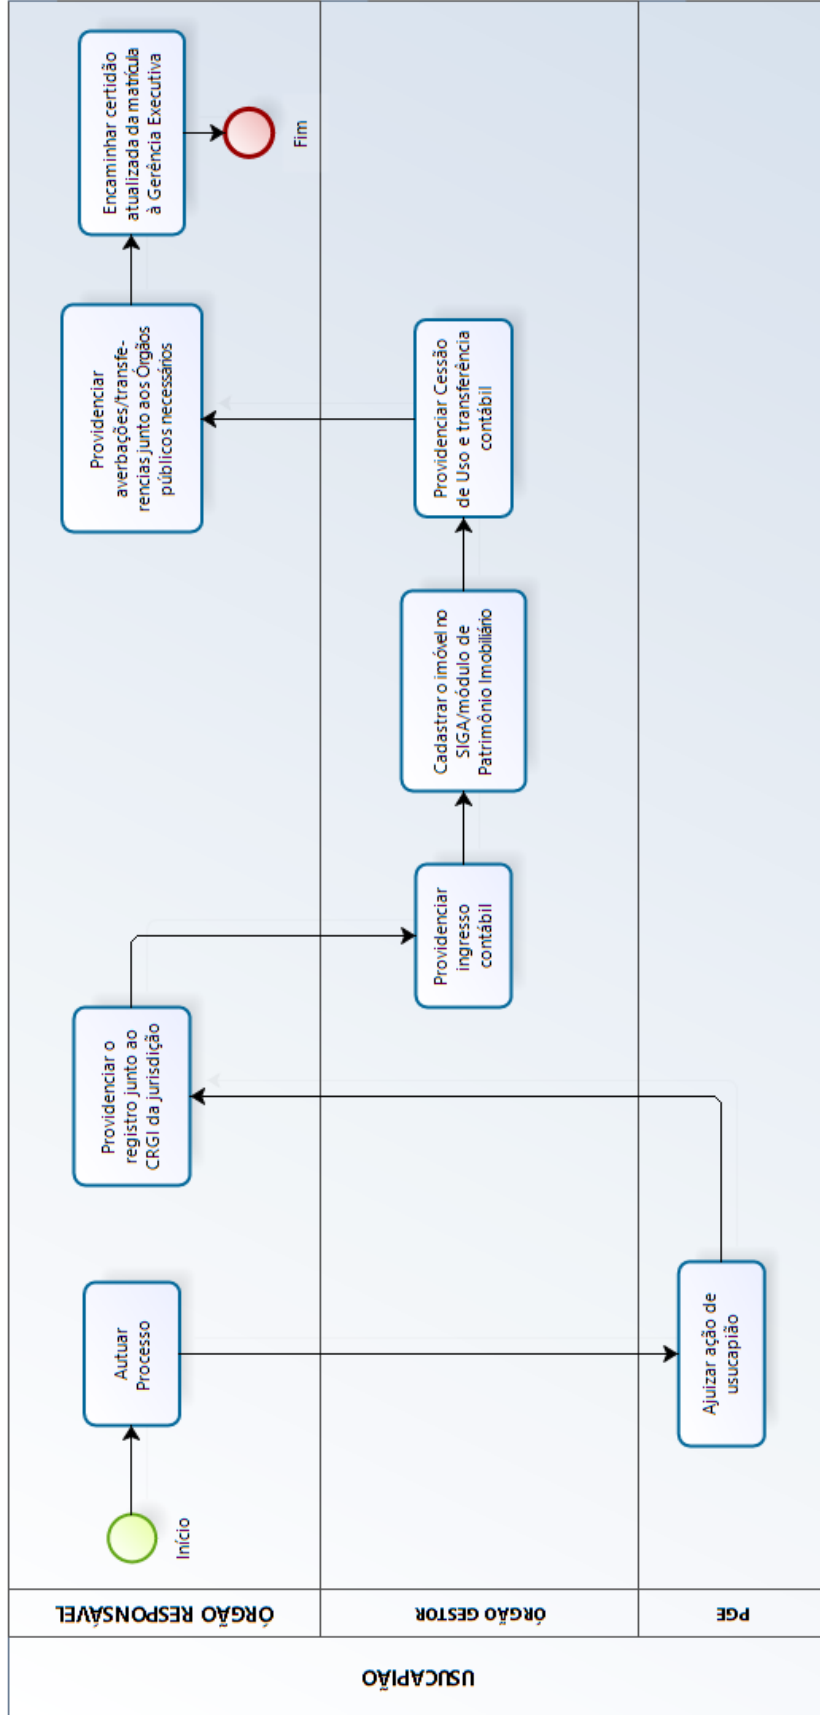 USUCAPIÃO
ÓRGÃO RESPONSÁVEL
ÓRGÃO GESTOR
PGE
Início
Autuar
Processo
Ajuizar ação de
usucapião
Providenciar o
registro junto ao
CRGI da jurisdição
Providenciar
ingresso
contábil
Cadastrar o imóvel no
SIGA/módulo de
Patrimônio Imobiliário
Providenciar Cessão
de Uso e transferência
contábil
Providenciar
averbações/transfe-
rencias junto aos Órgãos
públicos necessários
Encaminhar certidão
atualizada da matrícula
à Gerência Executiva
Fim